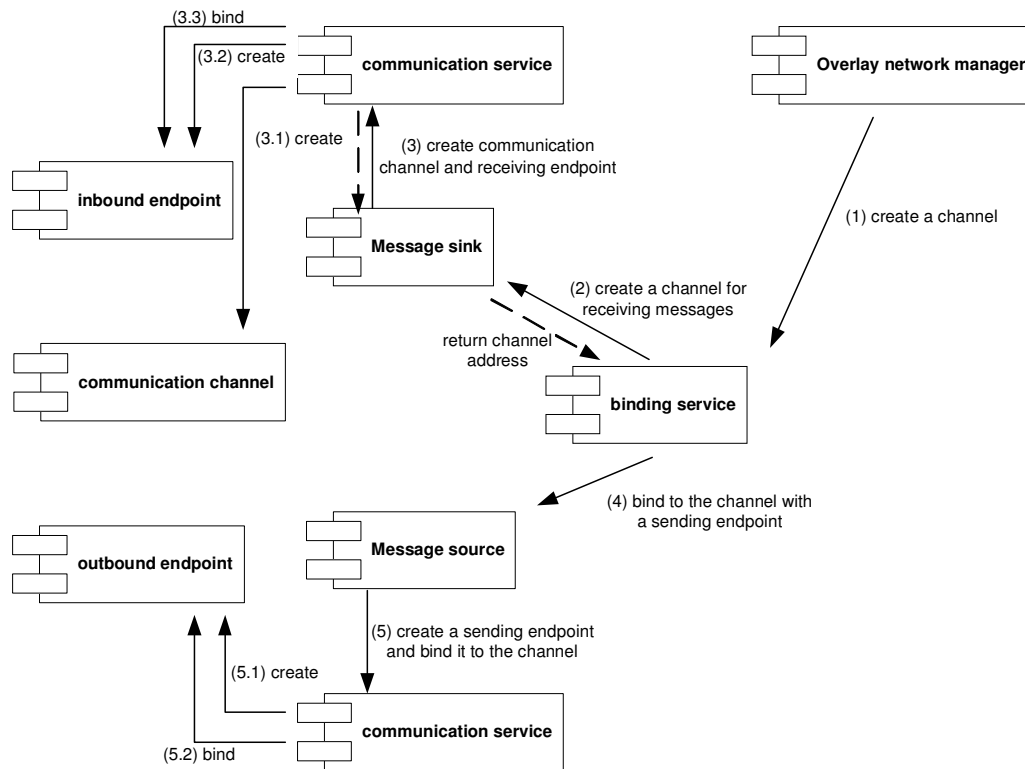 (3.3) bind
(3.2) create
communication service
Overlay network manager
(3.1) create
(3) create communication
channel and receiving endpoint
inbound endpoint
Message sink
(1) create a channel
(2) create a channel for
receiving messages
return channel
address
communication channel
binding service
(4) bind to the channel with
a sending endpoint
Message source
outbound endpoint
(5) create a sending endpoint
and bind it to the channel
(5.1) create
communication service
(5.2) bind